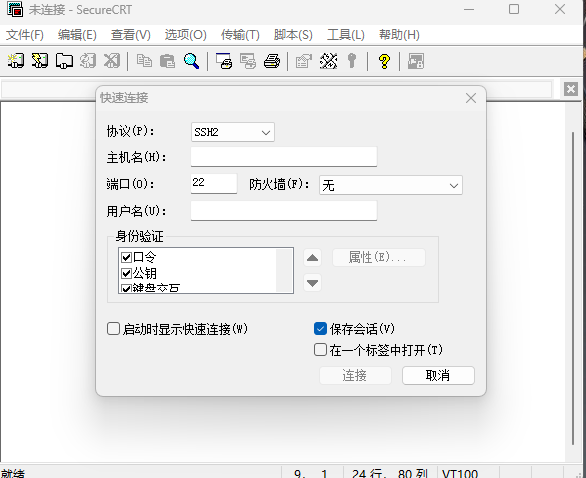 未连接 - SecureCRT
文件(F) 编辑(E) 查看(V) 选项(O) 传输(T) 脚本(S) 工具(L) 帮助(H)
快速连接
协议(P): SSH2
主机名(H):
端口(O): 22 防火墙(F): 无
用户名(U):
身份验证
口令
公钥
键盘交互
属性(E)...
启动时显示快速连接(W) 保存会话(V)
在一个标签中打开(T)
连接 取消
就绪 9, 1 24 行, 80 列 VT100